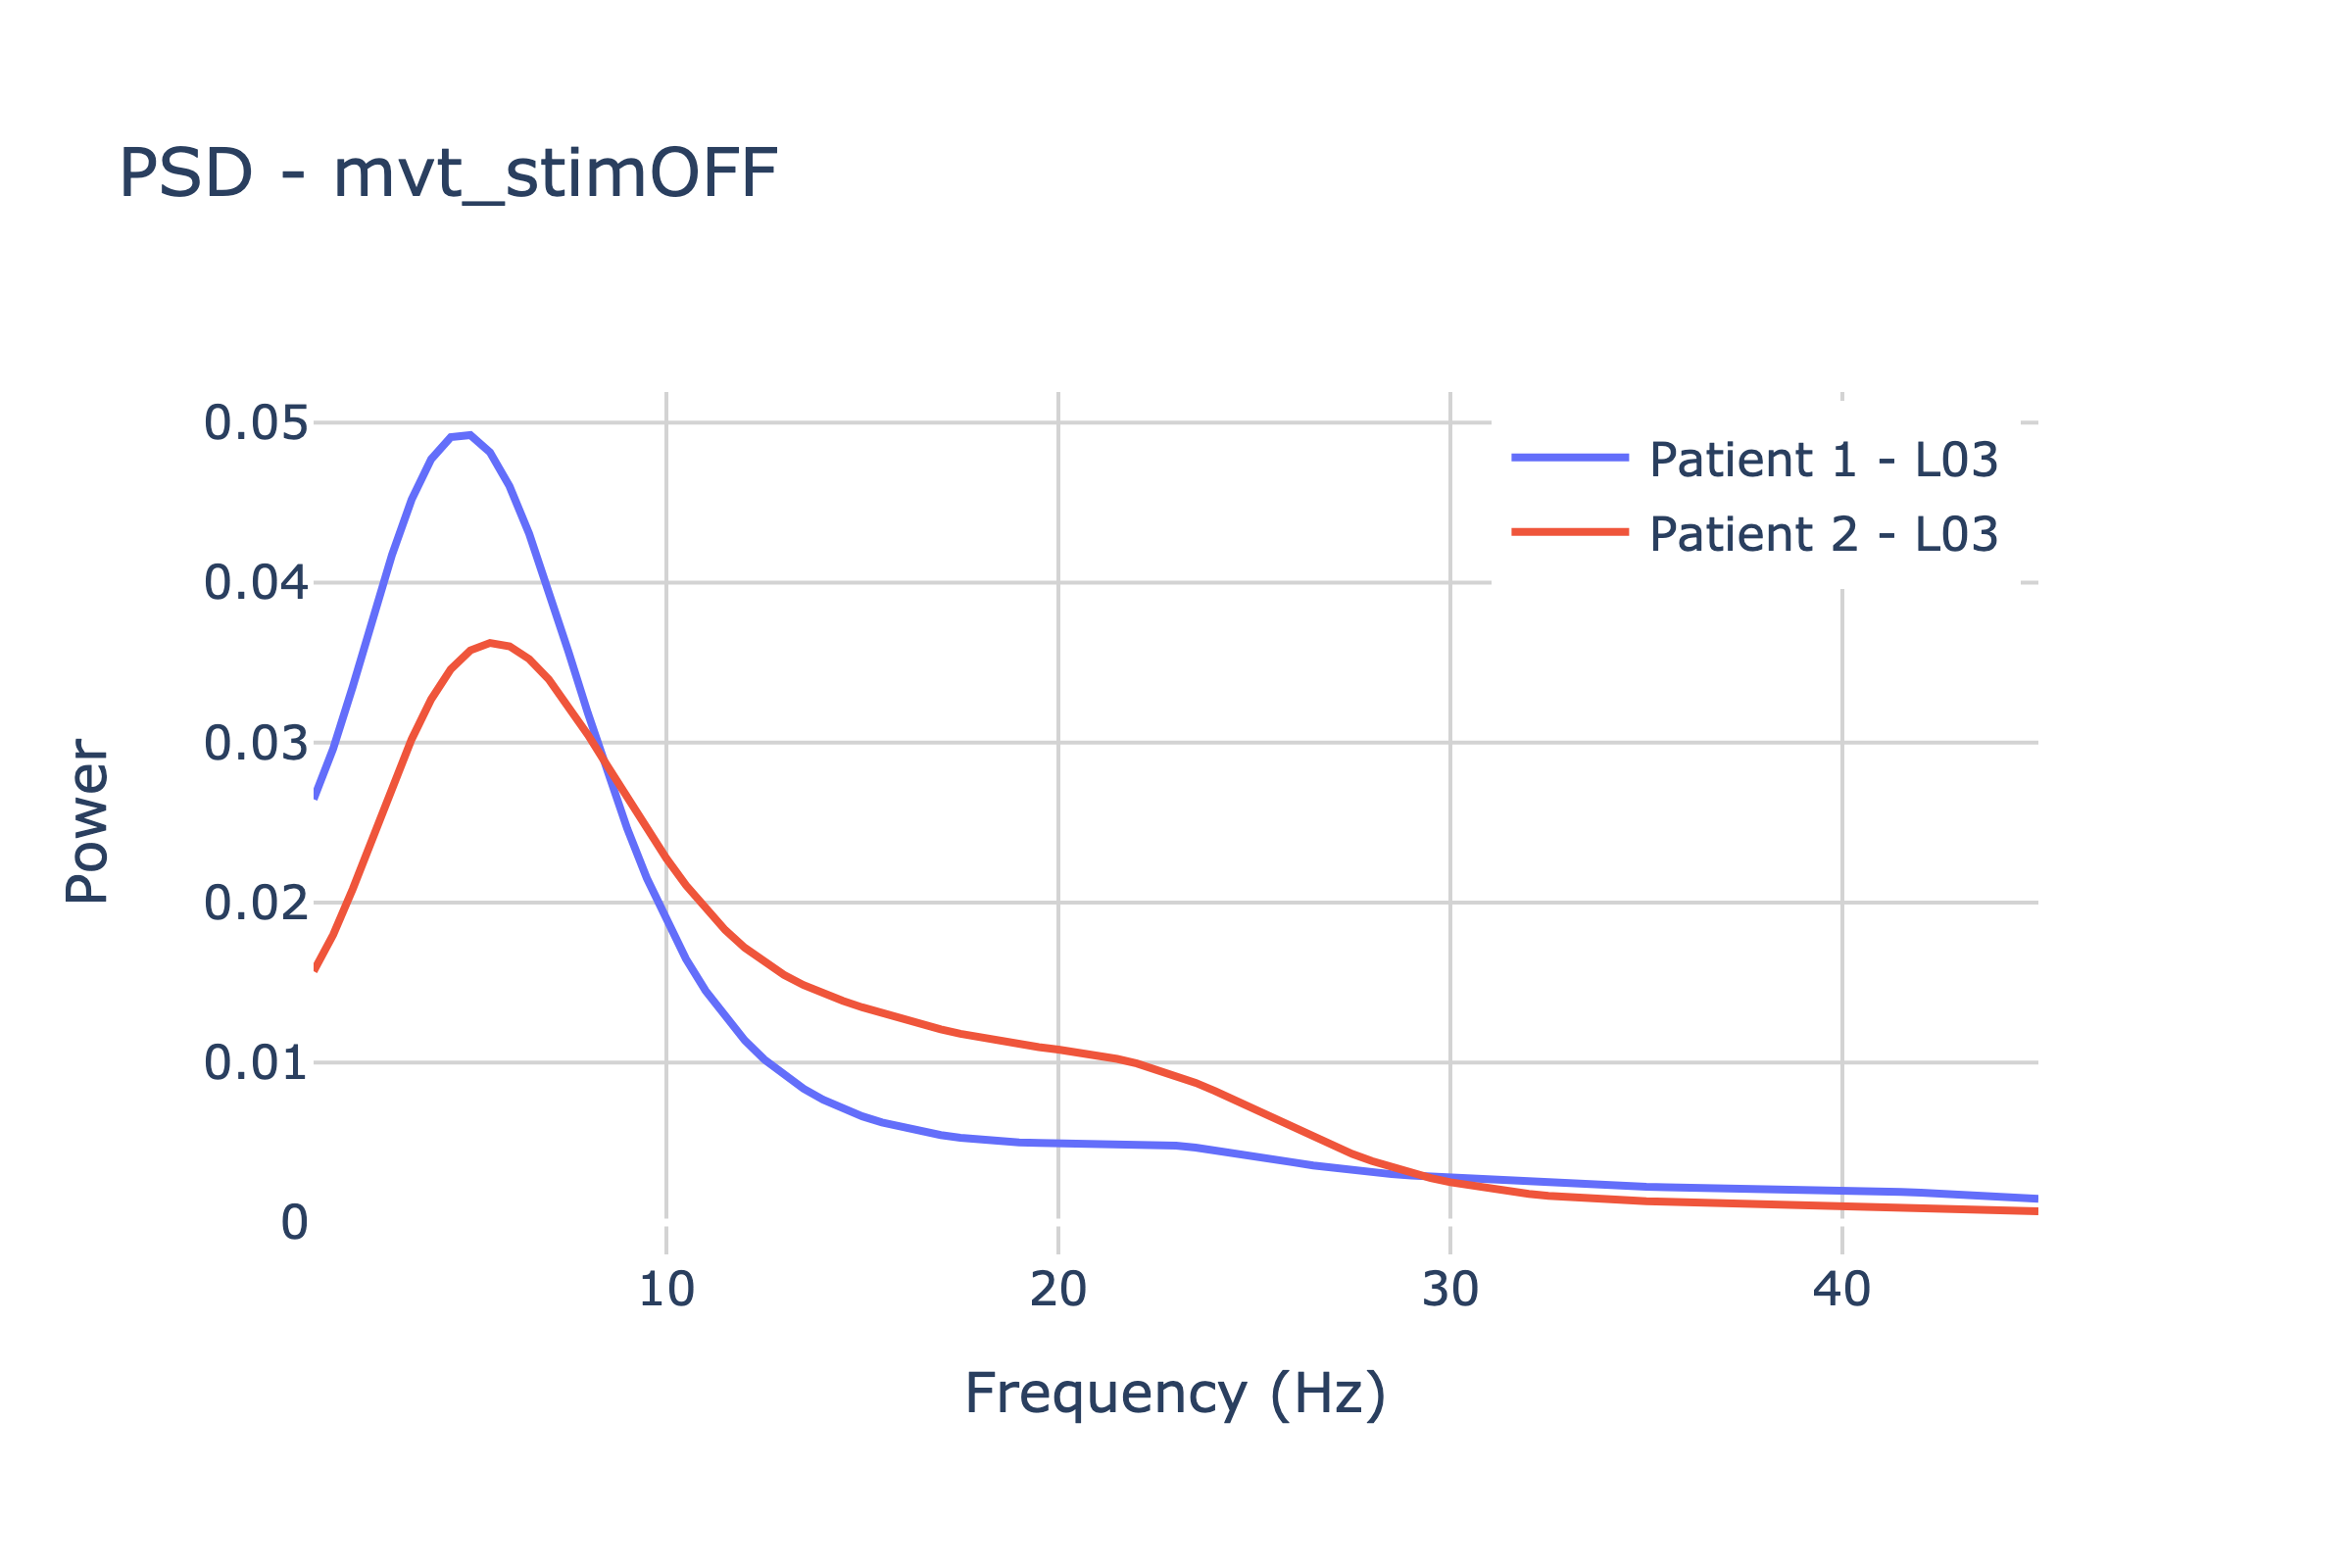 PSD - mvt_stimOFF
0.05
0.04
0.03
0.02
0.01
0
Power
Patient 1 - L03
Patient 2 - L03
10 20 30 40
Frequency (Hz)